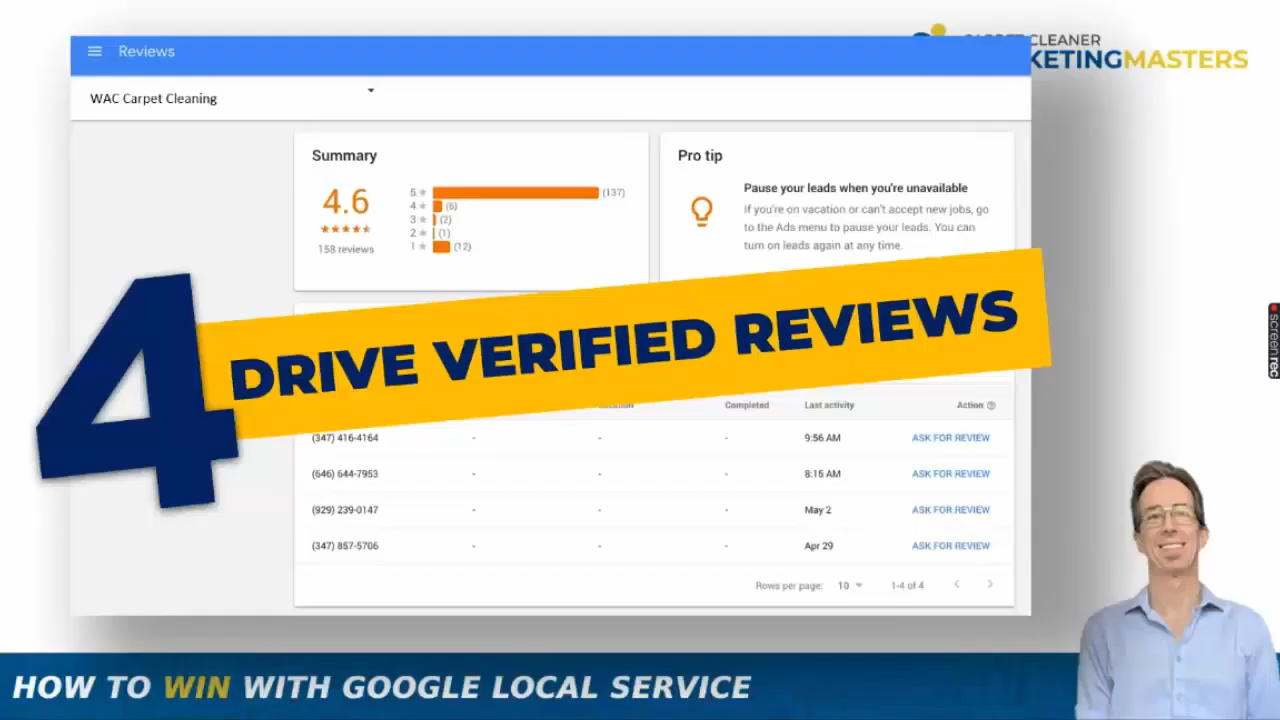 Reviews
CLEANER
KETINGMASTERS
WAC Carpet Cleaning
Summary
4.6
158 reviews
5 ★ (137)
4 ★ (6)
3 ★ (2)
2 ★ (1)
1 ★ (12)
Pro tip
Pause your leads when you're unavailable
If you're on vacation or can't accept new jobs, go
to the Ads menu to pause your leads. You can
turn on leads again at any time.
4
DRIVE VERIFIED REVIEWS
Completed Last activity Action
(347) 416-4164 - - - 9:56 AM ASK FOR REVIEW
(646) 644-7953 - - - 8:15 AM ASK FOR REVIEW
(929) 239-0147 - - - May 2 ASK FOR REVIEW
(347) 857-5706 - - - Apr 29 ASK FOR REVIEW
Rows per page: 10 1-4 of 4
screenrec
HOW TO WIN WITH GOOGLE LOCAL SERVICE